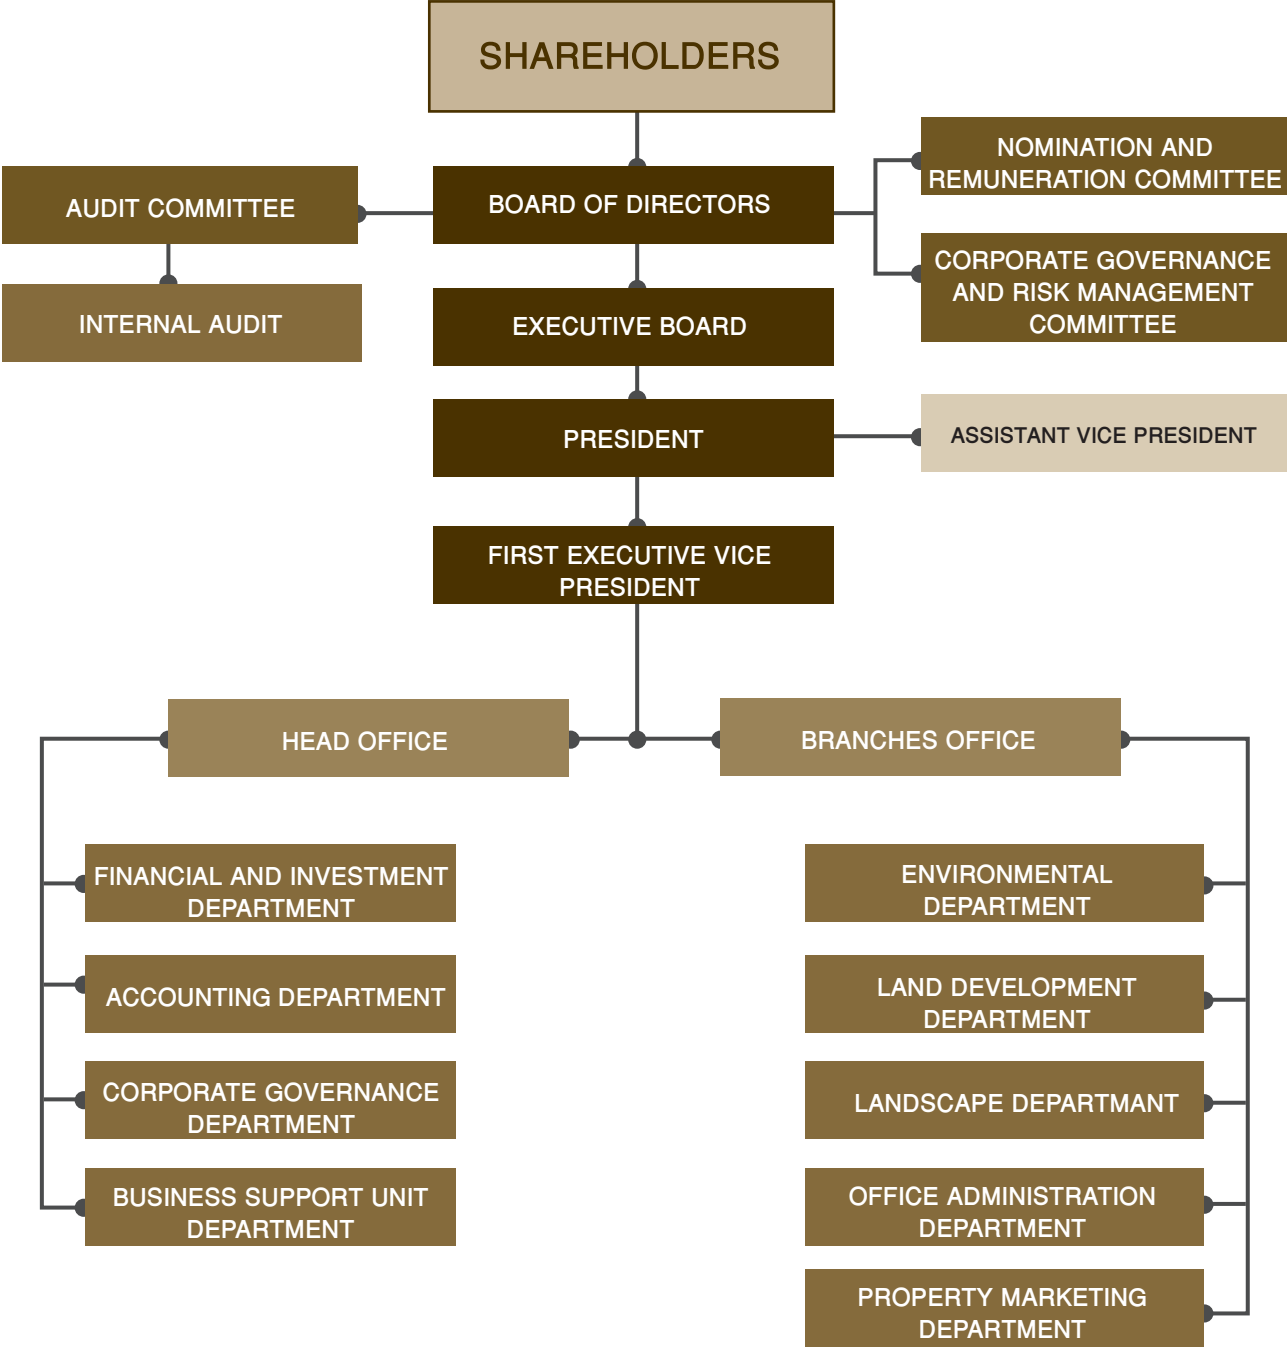 SHAREHOLDERS
NOMINATION AND
REMUNERATION COMMITTEE
AUDIT COMMITTEE
BOARD OF DIRECTORS
CORPORATE GOVERNANCE
AND RISK MANAGEMENT
COMMITTEE
INTERNAL AUDIT
EXECUTIVE BOARD
PRESIDENT
ASSISTANT VICE PRESIDENT
FIRST EXECUTIVE VICE
PRESIDENT
HEAD OFFICE
BRANCHES OFFICE
FINANCIAL AND INVESTMENT
DEPARTMENT
ACCOUNTING DEPARTMENT
CORPORATE GOVERNANCE
DEPARTMENT
BUSINESS SUPPORT UNIT
DEPARTMENT
ENVIRONMENTAL
DEPARTMENT
LAND DEVELOPMENT
DEPARTMENT
LANDSCAPE DEPARTMANT
OFFICE ADMINISTRATION
DEPARTMENT
PROPERTY MARKETING
DEPARTMENT